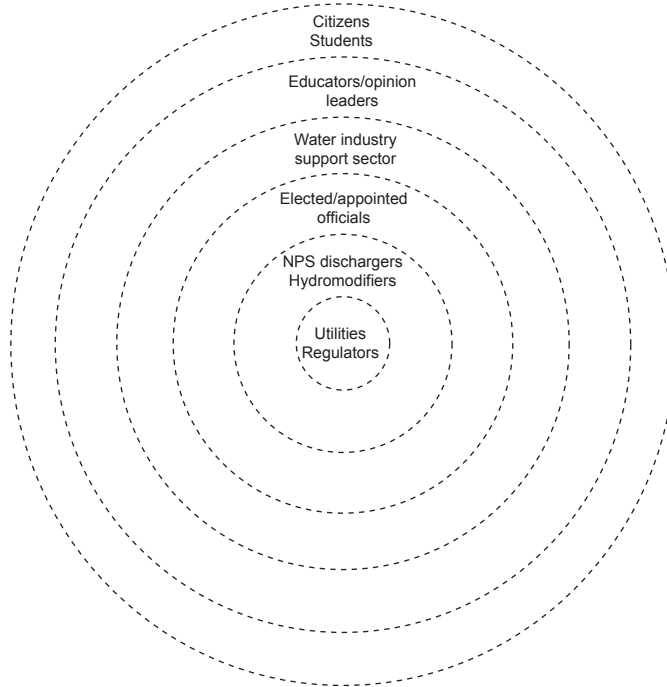 Citizens
Students
Educators/opinion
leaders
Water industry
support sector
Elected/appointed
officials
NPS dischargers
Hydromodifiers
Utilities
Regulators